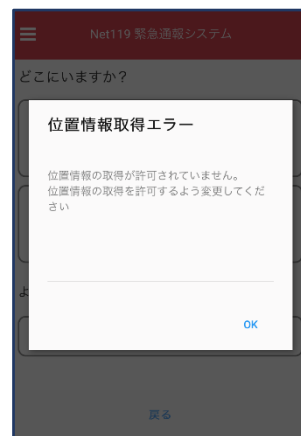 Net119 緊急通報システム
どこにいますか？
位置情報取得エラー
位置情報の取得が許可されていません。
位置情報の取得を許可するよう変更してくだ
さい
よ
OK
戻る